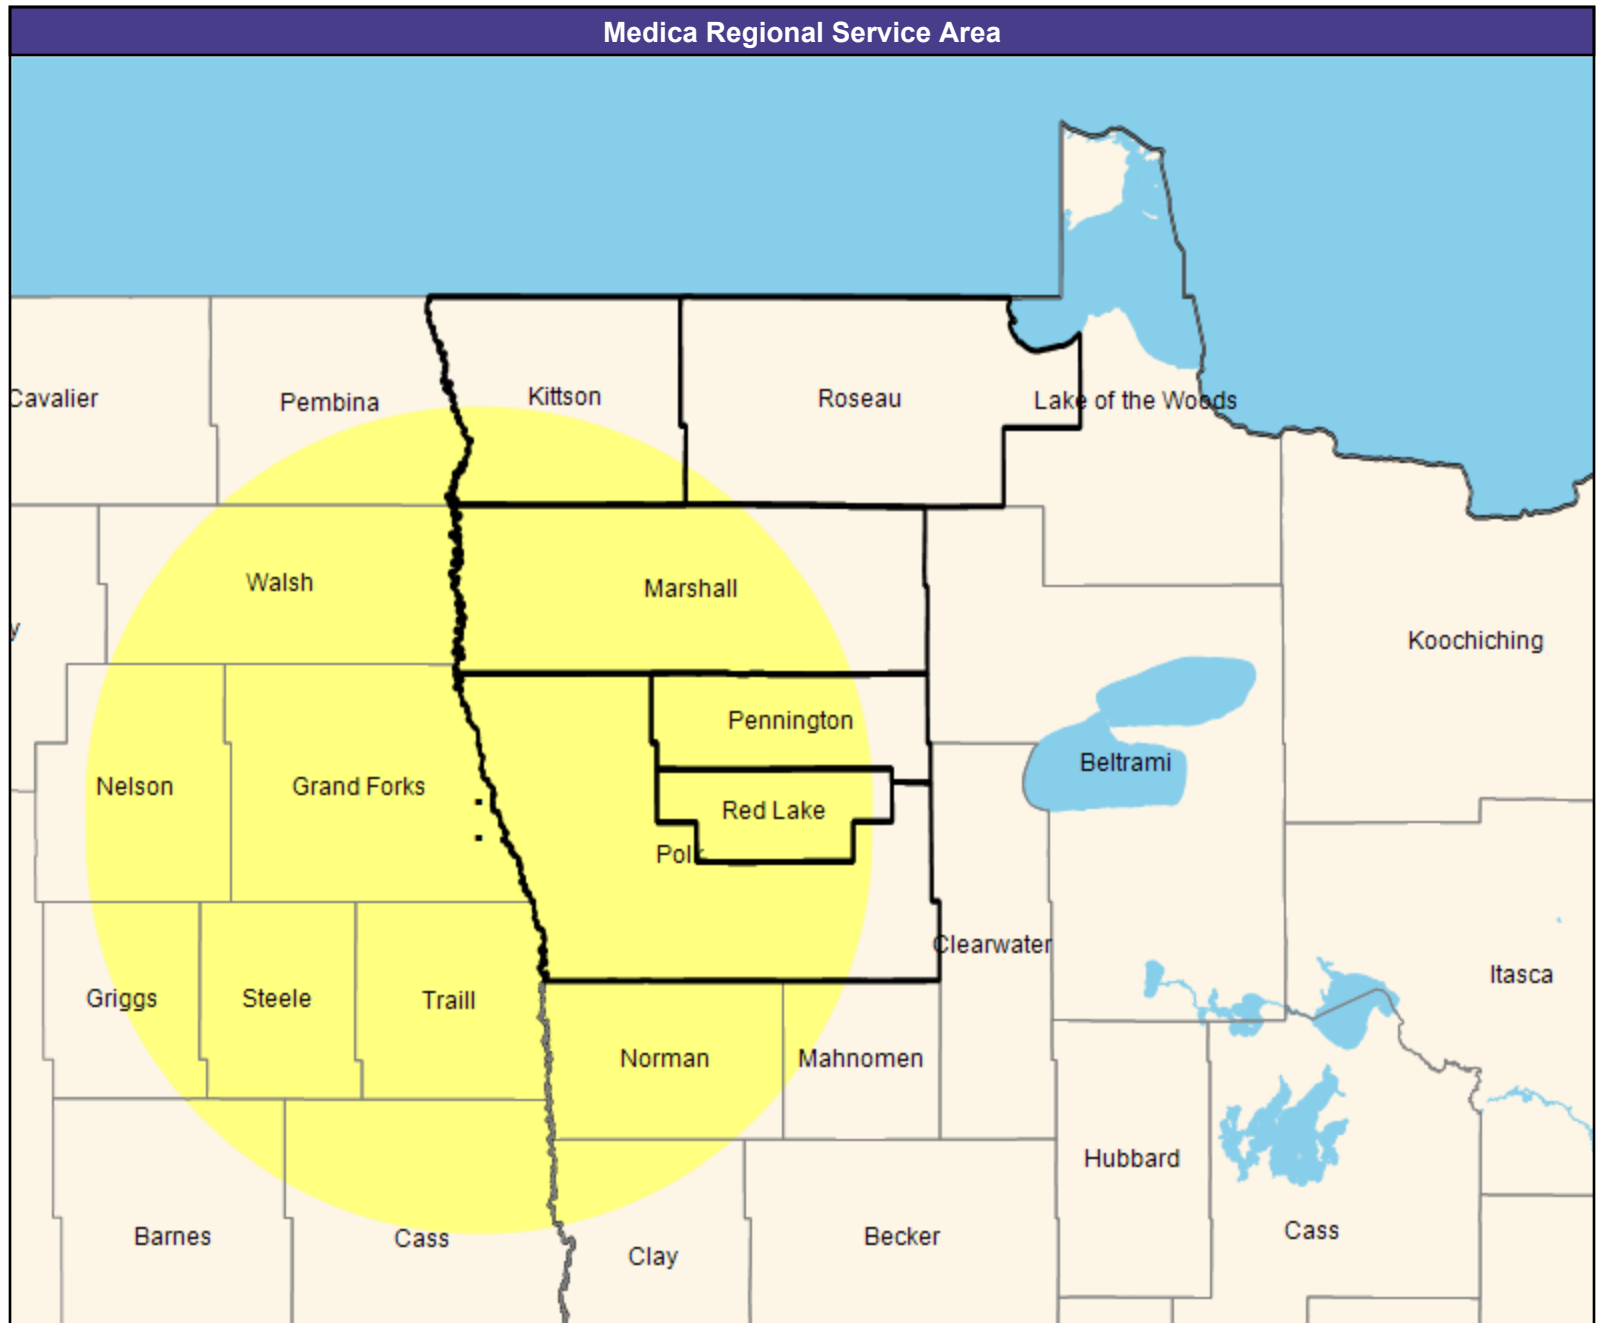 Medica Regional Service Area
Cavalier
Pembina
Kittson
Roseau
Lake of the Woods
Walsh
Marshall
y
Koochiching
Pennington
Nelson
Grand Forks
Beltrami
Red Lake
Polk
Clearwater
Griggs
Steele
Traill
Itasca
Norman
Mahnomen
Hubbard
Barnes
Cass
Clay
Becker
Cass